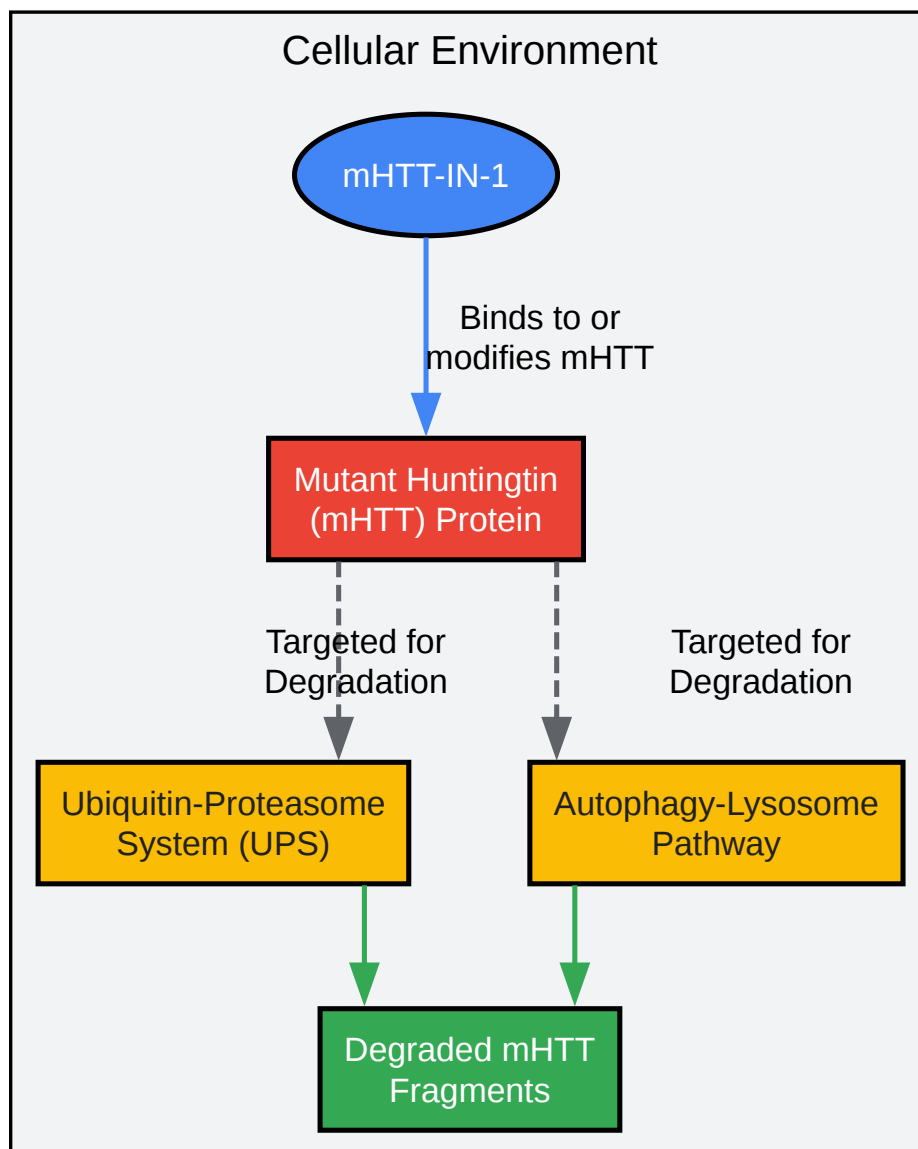 Cellular Environment
mHTT-IN-1
Binds to or
modifies mHTT
Mutant Huntingtin
(mHTT) Protein
Targeted for
Degradation
Targeted for
Degradation
Ubiquitin-Proteasome
System (UPS)
Autophagy-Lysosome
Pathway
Degraded mHTT
Fragments